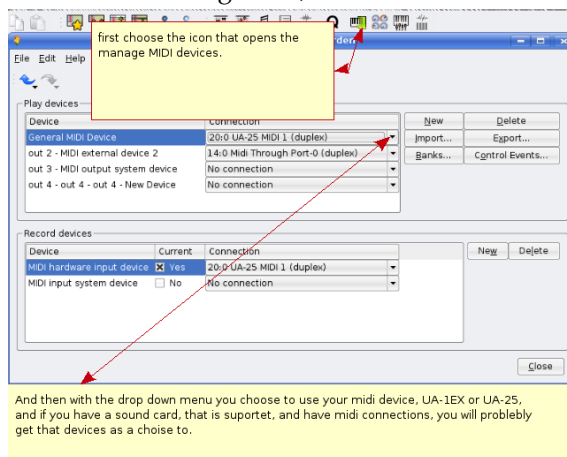 first choose the icon that opens the
manage MIDI devices.
File Edit Help
Play devices
Device Connection New Delete
General MIDI Device 20:0 UA-25 MIDI 1 (duplex) Import... Export...
out 2 - MIDI external device 2 14:0 Midi Through Port-0 (duplex) Banks... Control Events...
out 3 - MIDI output system device No connection
out 4 - out 4 - out 4 - New Device No connection
Record devices
Device Current Connection New Delete
MIDI hardware input device Yes 20:0 UA-25 MIDI 1 (duplex)
MIDI input system device No No connection
Close
And then with the drop down menu you choose to use your midi device, UA-1EX or UA-25,
and if you have a sound card, that is suportet, and have midi connections, you will problebly
get that devices as a choise to.